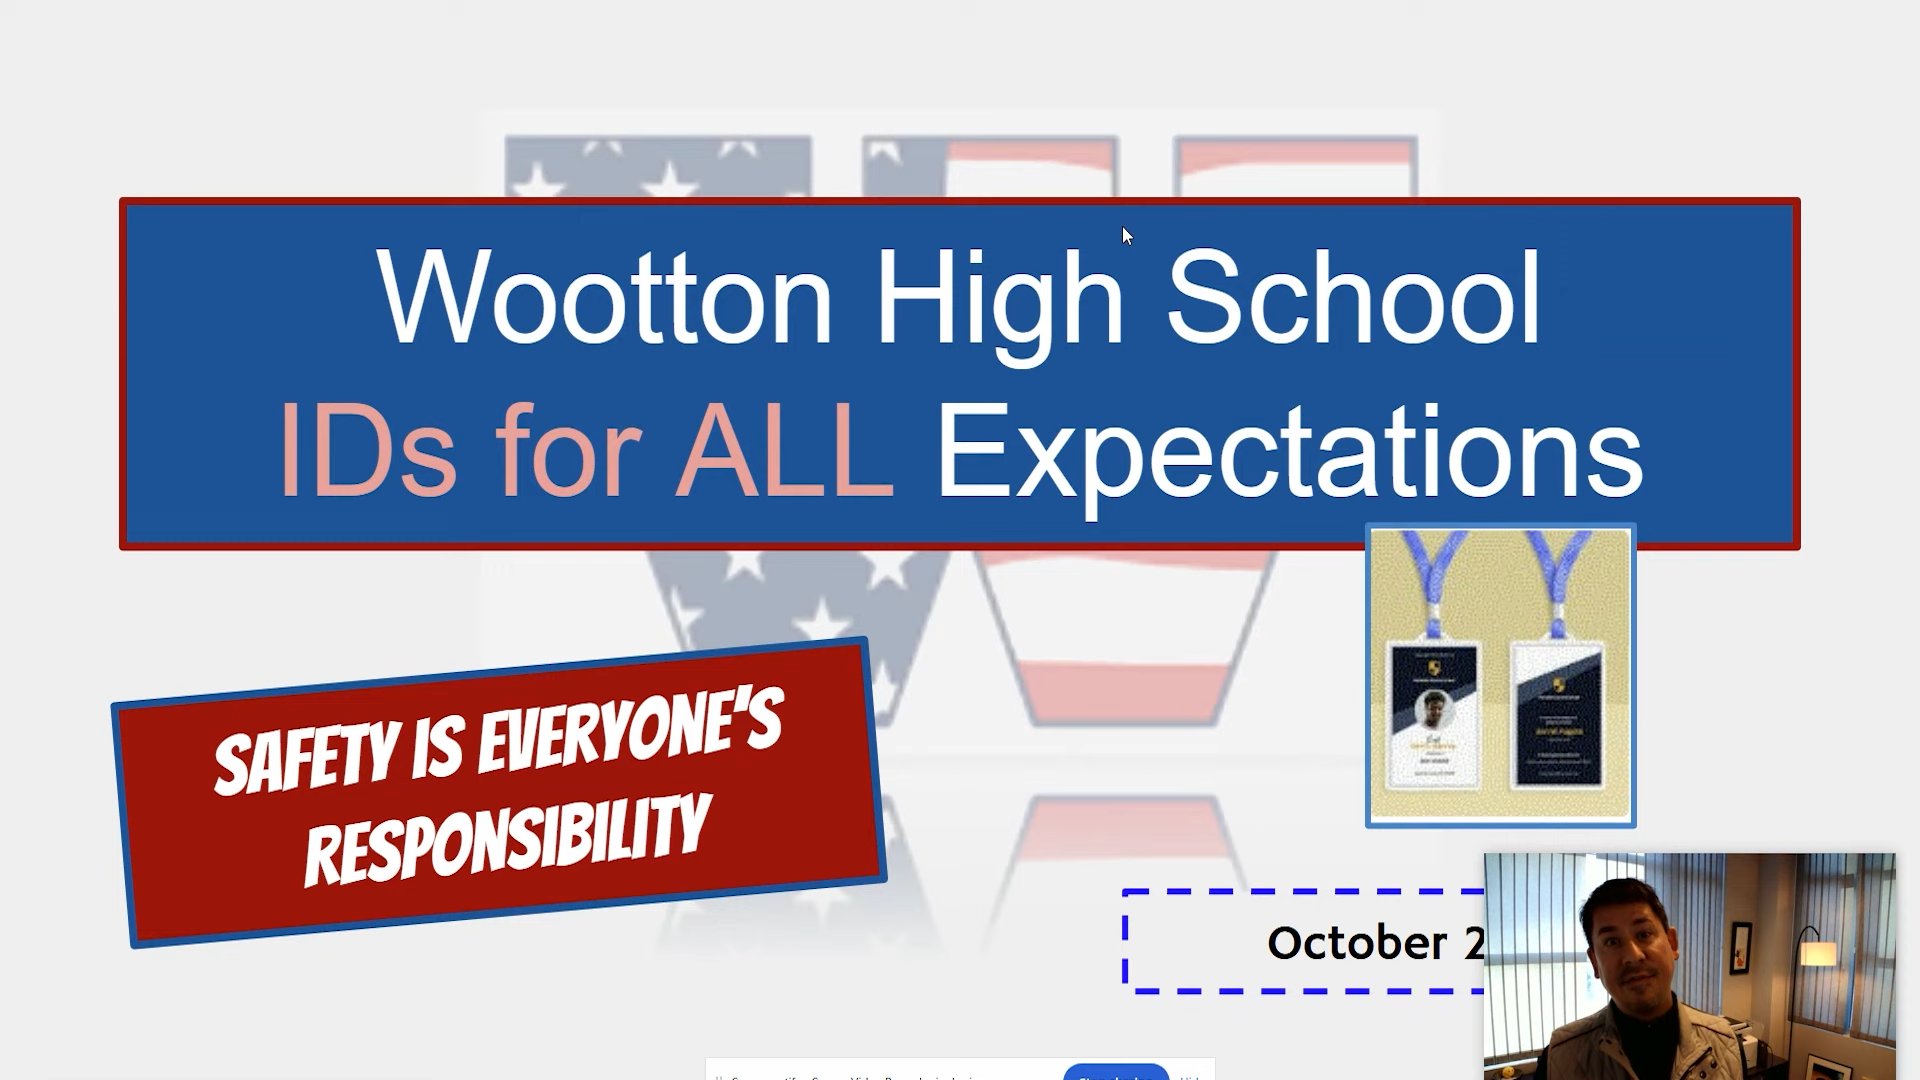 Wootton High School
IDs for ALL Expectations
SAFETY IS EVERYONE'S
RESPONSIBILITY
October 2